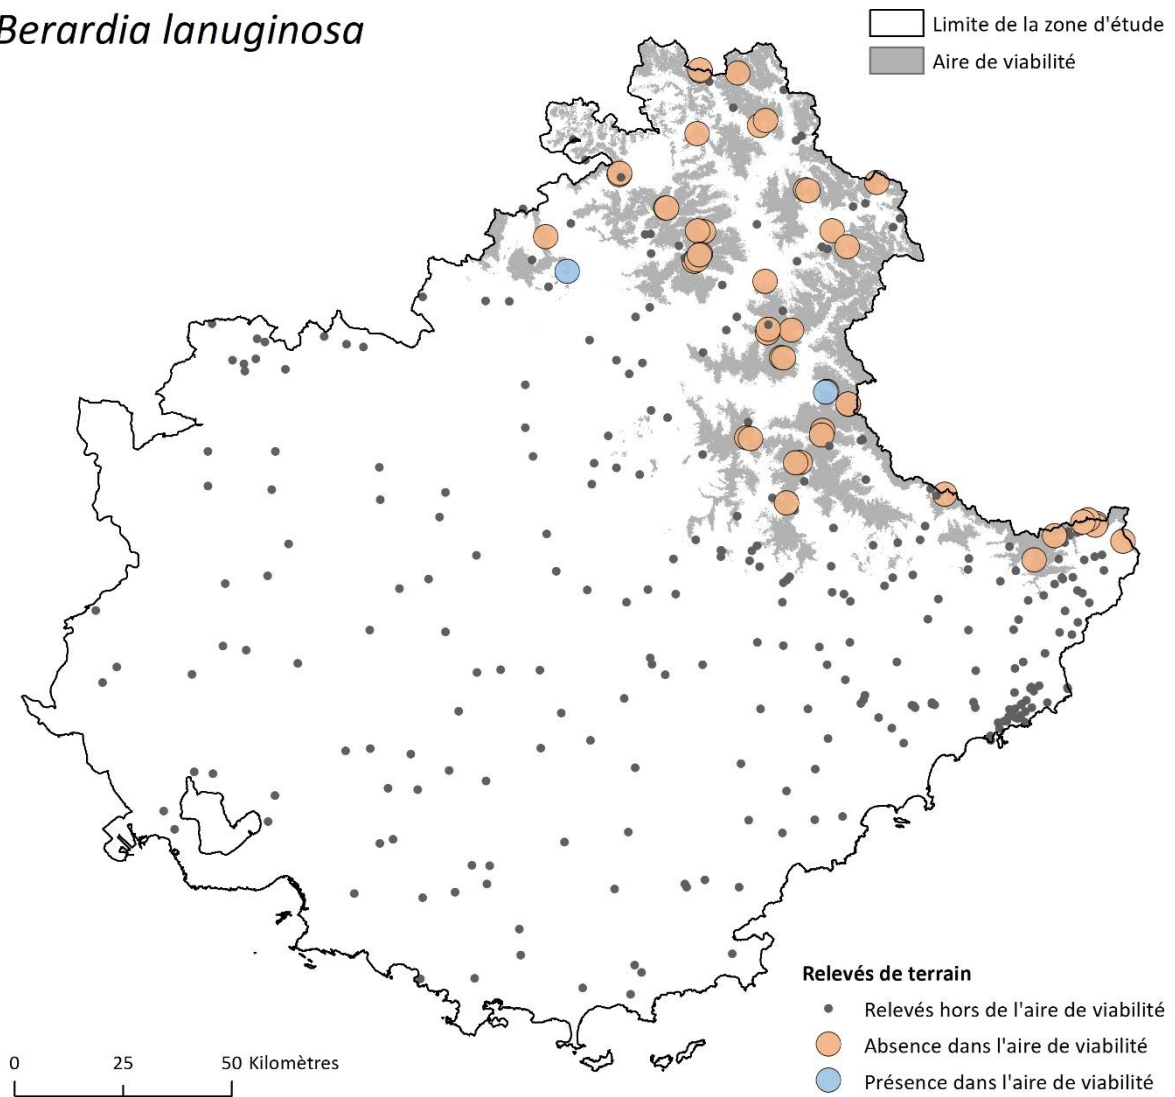 Berardia lanuginosa
Limite de la zone d'étude
Aire de viabilité
Relevés de terrain
Relevés hors de l'aire de viabilité
Absence dans l'aire de viabilité
Présence dans l'aire de viabilité
0 25 50 Kilomètres